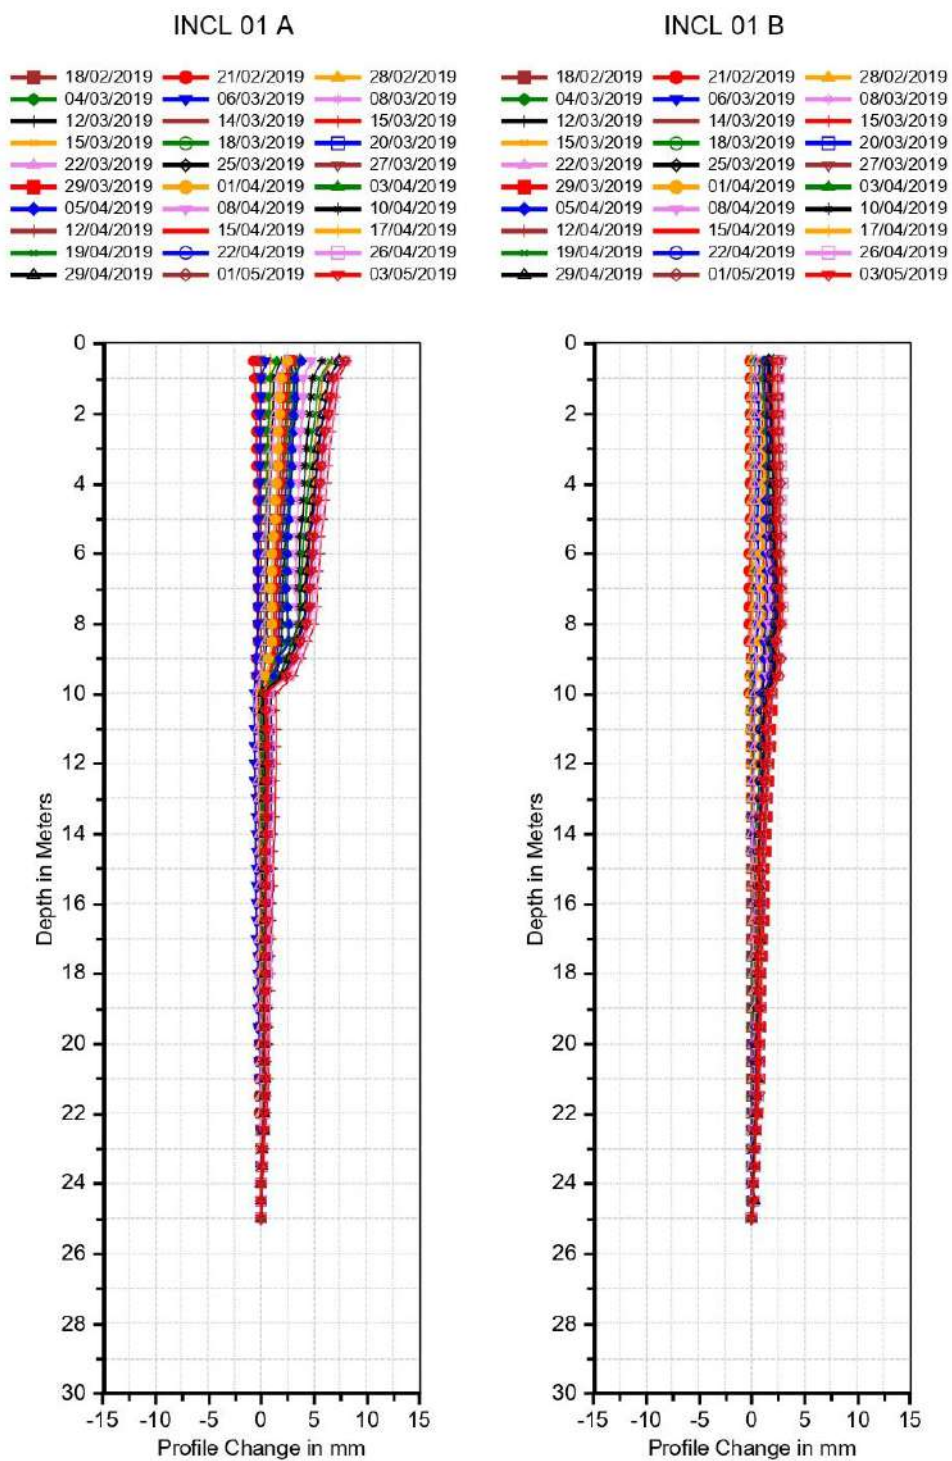 INCL 01 A
18/02/2019 21/02/2019 28/02/2019
04/03/2019 06/03/2019 08/03/2019
12/03/2019 14/03/2019 15/03/2019
15/03/2019 18/03/2019 20/03/2019
22/03/2019 25/03/2019 27/03/2019
29/03/2019 01/04/2019 03/04/2019
05/04/2019 08/04/2019 10/04/2019
12/04/2019 15/04/2019 17/04/2019
19/04/2019 22/04/2019 26/04/2019
29/04/2019 01/05/2019 03/05/2019
0
2
4
6
8
10
12
14
16
18
20
22
24
26
28
30
Depth in Meters
-15 -10 -5 0 5 10 15
Profile Change in mm
INCL 01 B
18/02/2019 21/02/2019 28/02/2019
04/03/2019 06/03/2019 08/03/2019
12/03/2019 14/03/2019 15/03/2019
15/03/2019 18/03/2019 20/03/2019
22/03/2019 25/03/2019 27/03/2019
29/03/2019 01/04/2019 03/04/2019
05/04/2019 08/04/2019 10/04/2019
12/04/2019 15/04/2019 17/04/2019
19/04/2019 22/04/2019 26/04/2019
29/04/2019 01/05/2019 03/05/2019
0
2
4
6
8
10
12
14
16
18
20
22
24
26
28
30
Depth in Meters
-15 -10 -5 0 5 10 15
Profile Change in mm